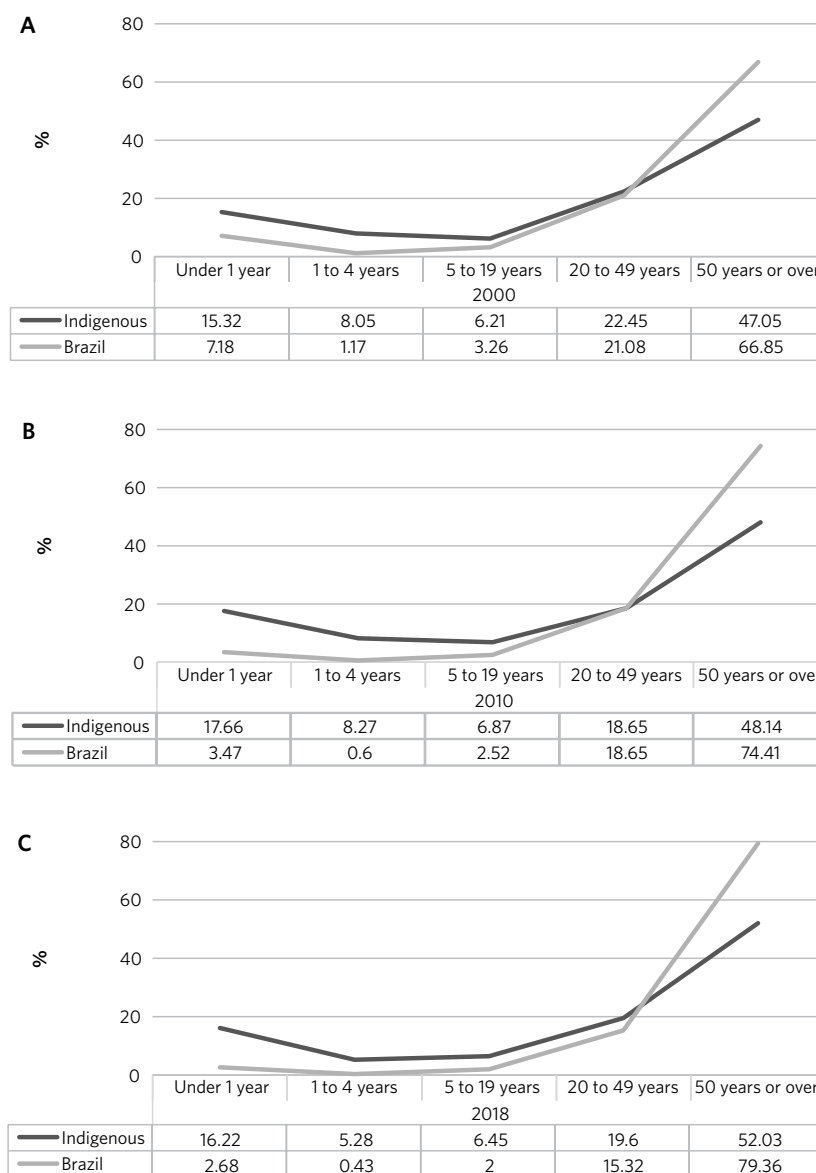 A
80
60
40
20
0
%
Under 1 year 1 to 4 years 5 to 19 years 20 to 49 years 50 years or over
2000
Indigenous 15.32 8.05 6.21 22.45 47.05
Brazil 7.18 1.17 3.26 21.08 66.85
B
80
60
40
20
0
%
Under 1 year 1 to 4 years 5 to 19 years 20 to 49 years 50 years or over
2010
Indigenous 17.66 8.27 6.87 18.65 48.14
Brazil 3.47 0.6 2.52 18.65 74.41
C
80
60
40
20
0
%
Under 1 year 1 to 4 years 5 to 19 years 20 to 49 years 50 years or over
2018
Indigenous 16.22 5.28 6.45 19.6 52.03
Brazil 2.68 0.43 2 15.32 79.36